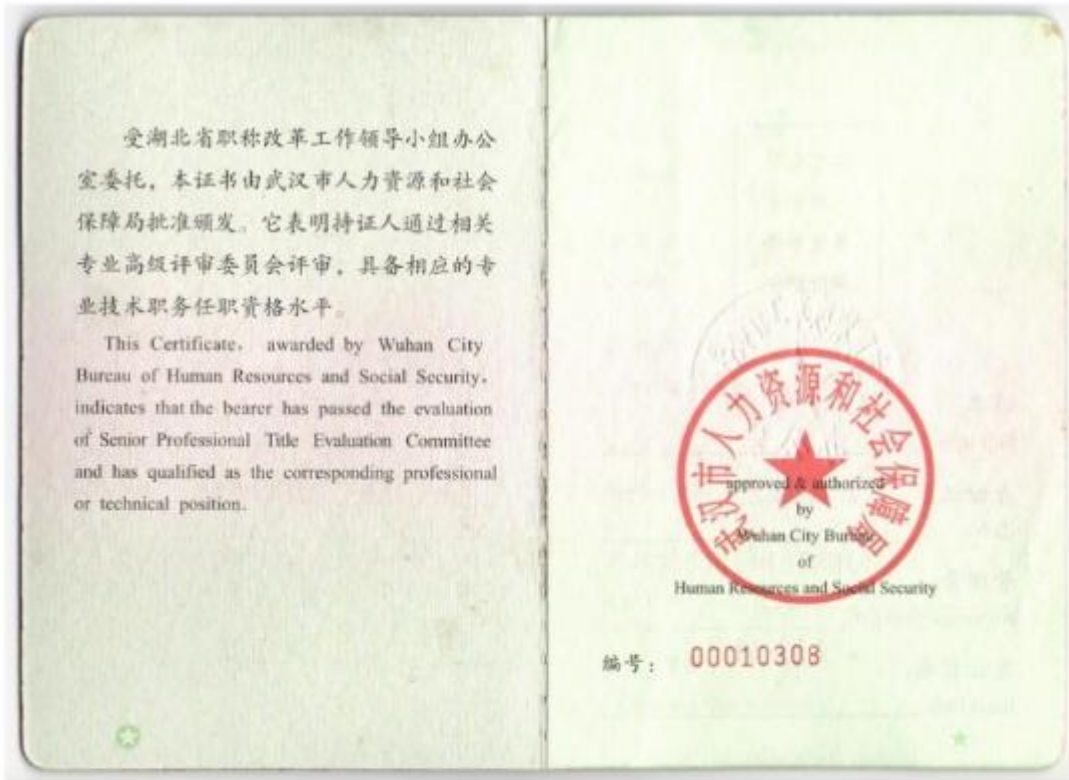 受湖北省职称改革工作领导小组办公
室委托，本证书由武汉市人力资源和社会
保障局批准颁发。它表明持证人通过相关
专业高级评审委员会评审，具备相应的专
业技术职务任职资格水平。
This Certificate, awarded by Wuhan City
Bureau of Human Resources and Social Security,
indicates that the bearer has passed the evaluation
of Senior Professional Title Evaluation Committee
and has qualified as the corresponding professional
or technical position.
武汉市人力资源和社会保障局
approved & authorized
by
Wuhan City Bureau
of
Human Resources and Social Security
编号： 00010308